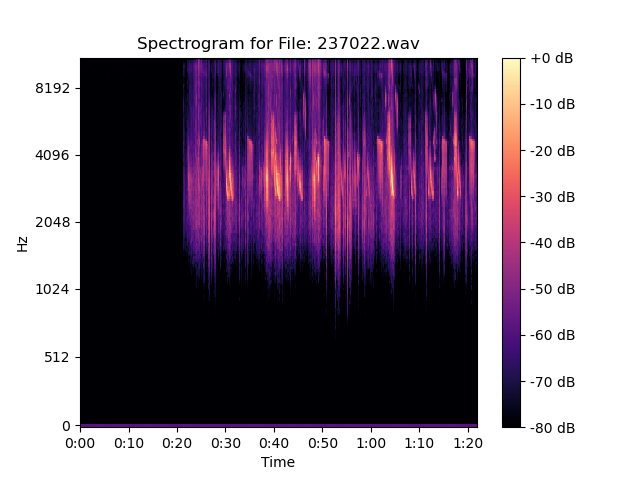 Spectrogram for File: 237022.wav
8192
4096
2048
1024
512
0
Hz
0:00 0:10 0:20 0:30 0:40 0:50 1:00 1:10 1:20
Time
+0 dB
-10 dB
-20 dB
-30 dB
-40 dB
-50 dB
-60 dB
-70 dB
-80 dB